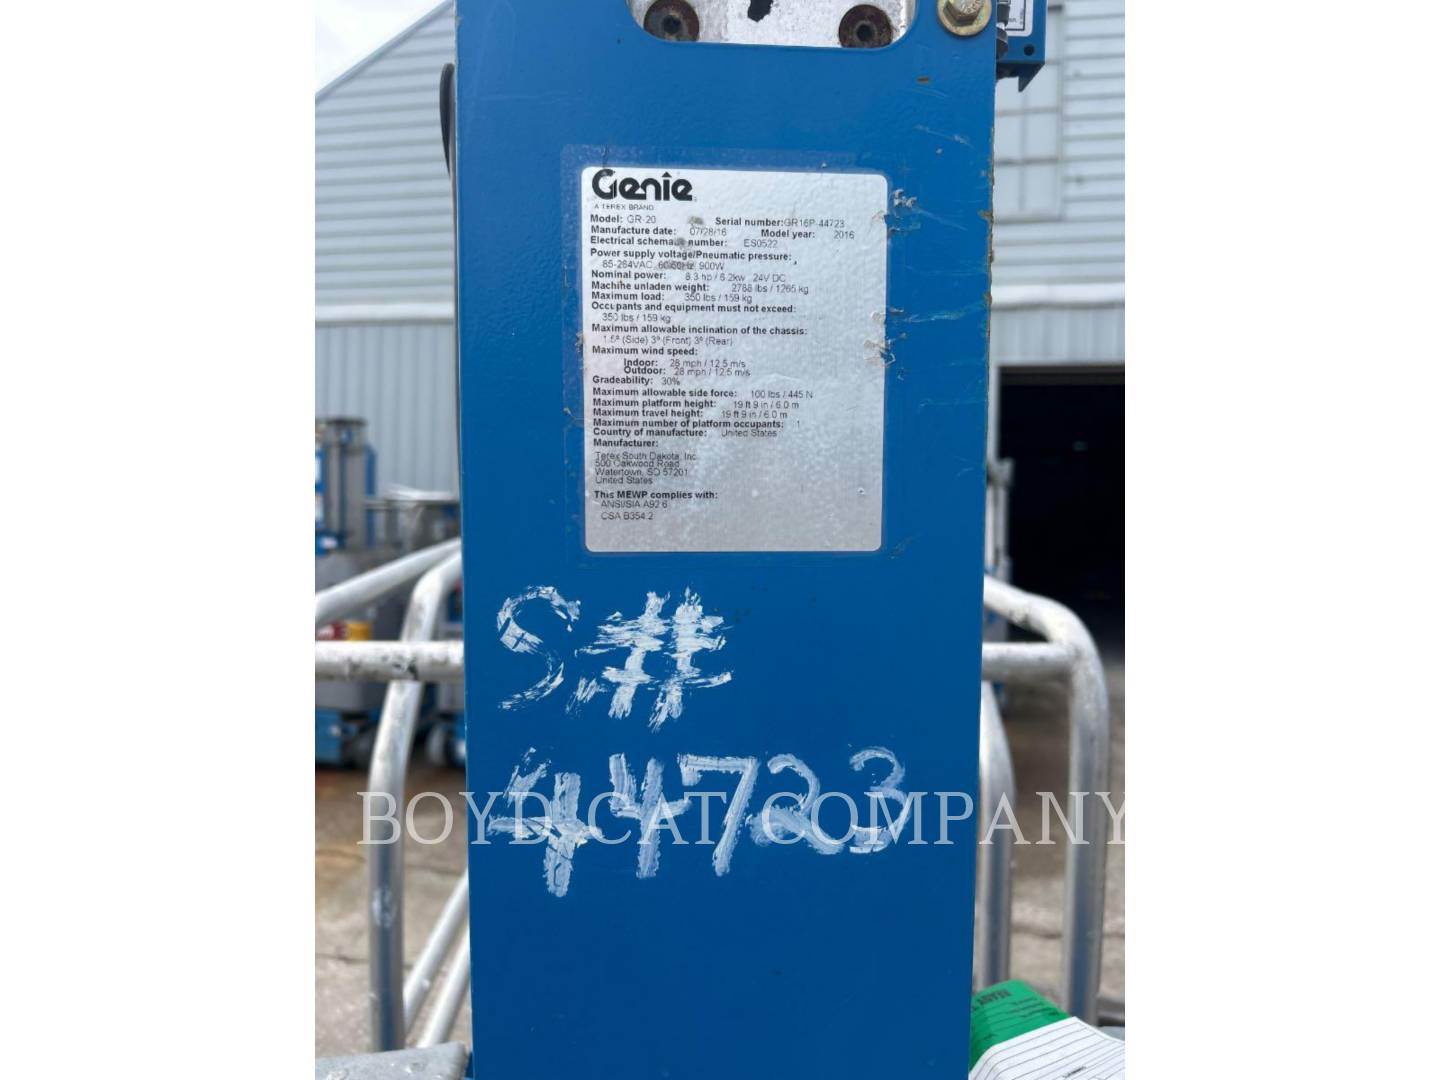 Genie
A TEREX BRAND
Model: GR-20 Serial number: GR16P-44723
Manufacture date: 07/28/16 Model year: 2016
Electrical schematic number: ES0522
Power supply voltage/Pneumatic pressure:
85-264VAC, 60/50Hz, 900W
Nominal power: 8.3 hp / 6.2kw 24V DC
Machine unladen weight: 2788 lbs / 1265 kg
Maximum load: 350 lbs / 159 kg
Occupants and equipment must not exceed:
350 lbs / 159 kg
Maximum allowable inclination of the chassis:
1.5° (Side) 3° (Front) 3° (Rear)
Maximum wind speed:
Indoor: 28 mph / 12.5 m/s
Outdoor: 28 mph / 12.5 m/s
Gradeability: 30%
Maximum allowable side force: 100 lbs / 445 N
Maximum platform height: 19 ft 9 in / 6.0 m
Maximum travel height: 19 ft 9 in / 6.0 m
Maximum number of platform occupants: 1
Country of manufacture: United States
Manufacturer:
Terex South Dakota, Inc
500 Oakwood Road
Watertown, SD 57201
United States
This MEWP complies with:
ANSI/SIA A92.6
CSA B354.2
S.#
44723
BOYD CAT COMPANY
READY